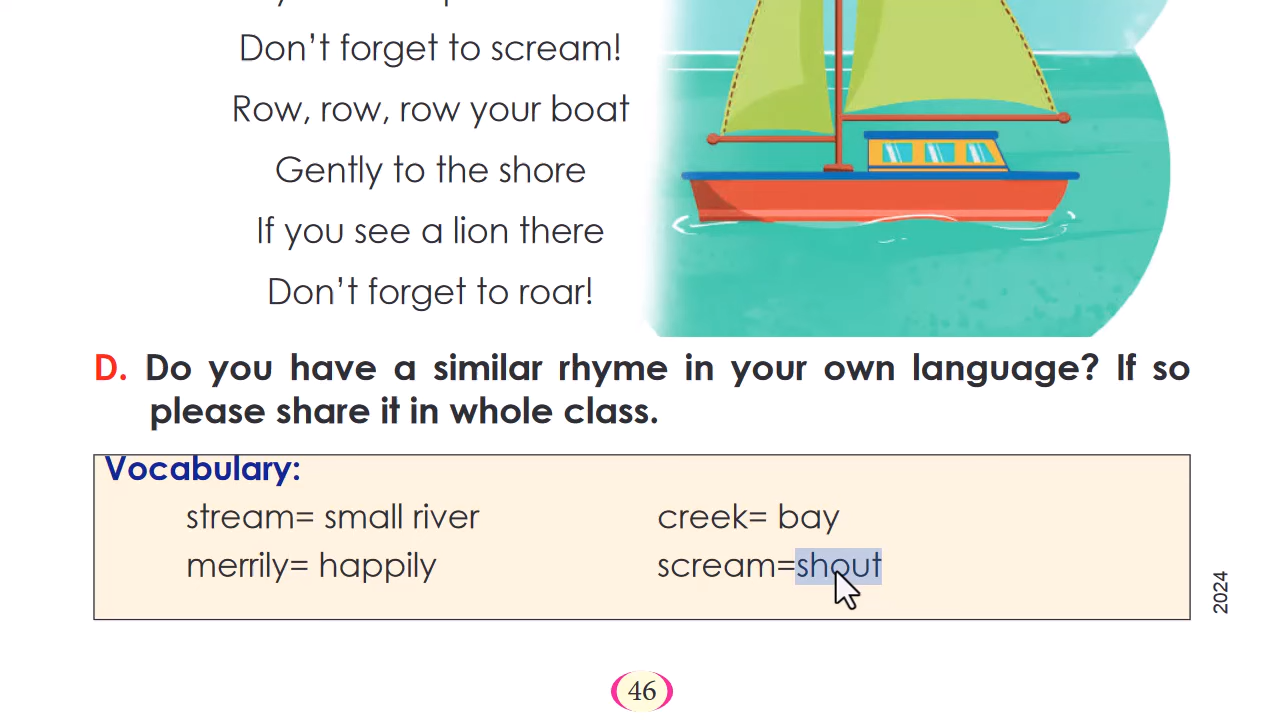 Don't forget to scream!
Row, row, row your boat
Gently to the shore
If you see a lion there
Don't forget to roar!
D. Do you have a similar rhyme in your own language? If so
please share it in whole class.
Vocabulary:
stream= small river creek= bay
merrily= happily scream=shout
2024
46